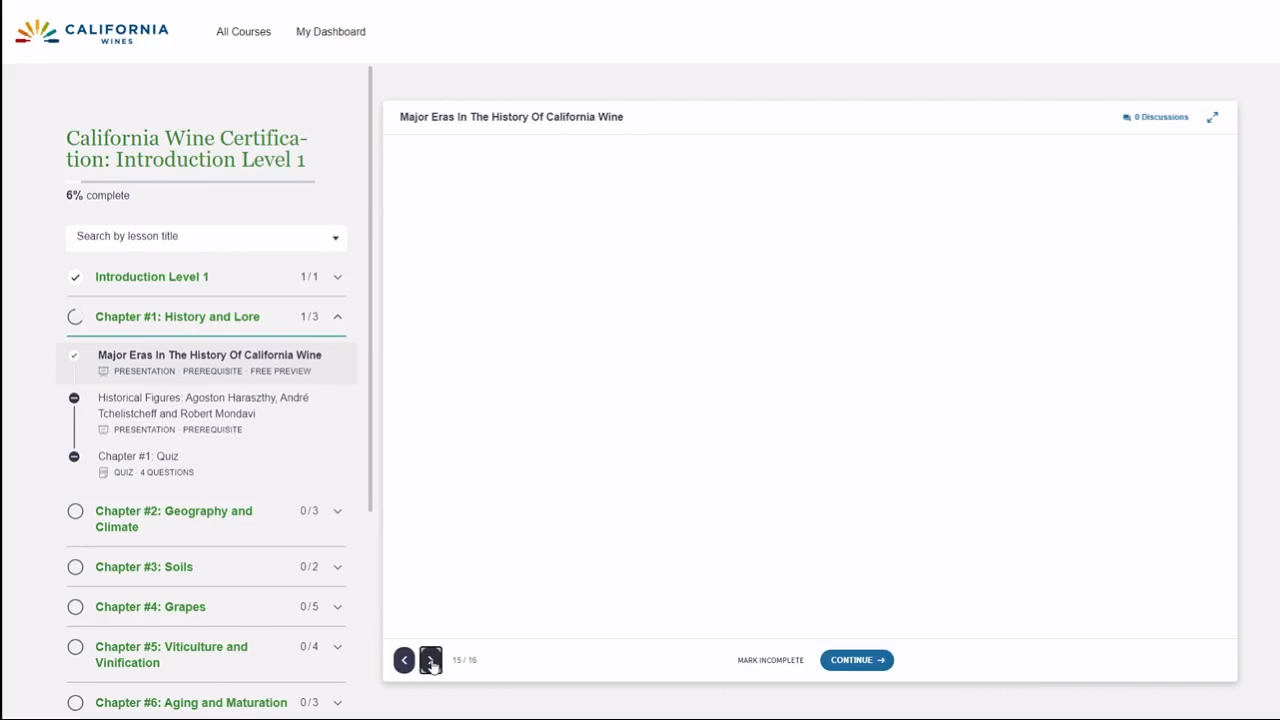 CALIFORNIA
WINES
All Courses
My Dashboard
California Wine Certifica-
tion: Introduction Level 1
6% complete
Search by lesson title
Introduction Level 1
1 / 1
Chapter #1: History and Lore
1 / 3
Major Eras In The History Of California Wine
PRESENTATION · PREREQUISITE · FREE PREVIEW
Historical Figures: Agoston Haraszthy, André
Tchelistcheff and Robert Mondavi
PRESENTATION · PREREQUISITE
Chapter #1: Quiz
QUIZ · 4 QUESTIONS
Chapter #2: Geography and
Climate
0 / 3
Chapter #3: Soils
0 / 2
Chapter #4: Grapes
0 / 5
Chapter #5: Viticulture and
Vinification
0 / 4
Chapter #6: Aging and Maturation
0 / 3
Major Eras In The History Of California Wine
0 Discussions
15 / 16
MARK INCOMPLETE
CONTINUE →